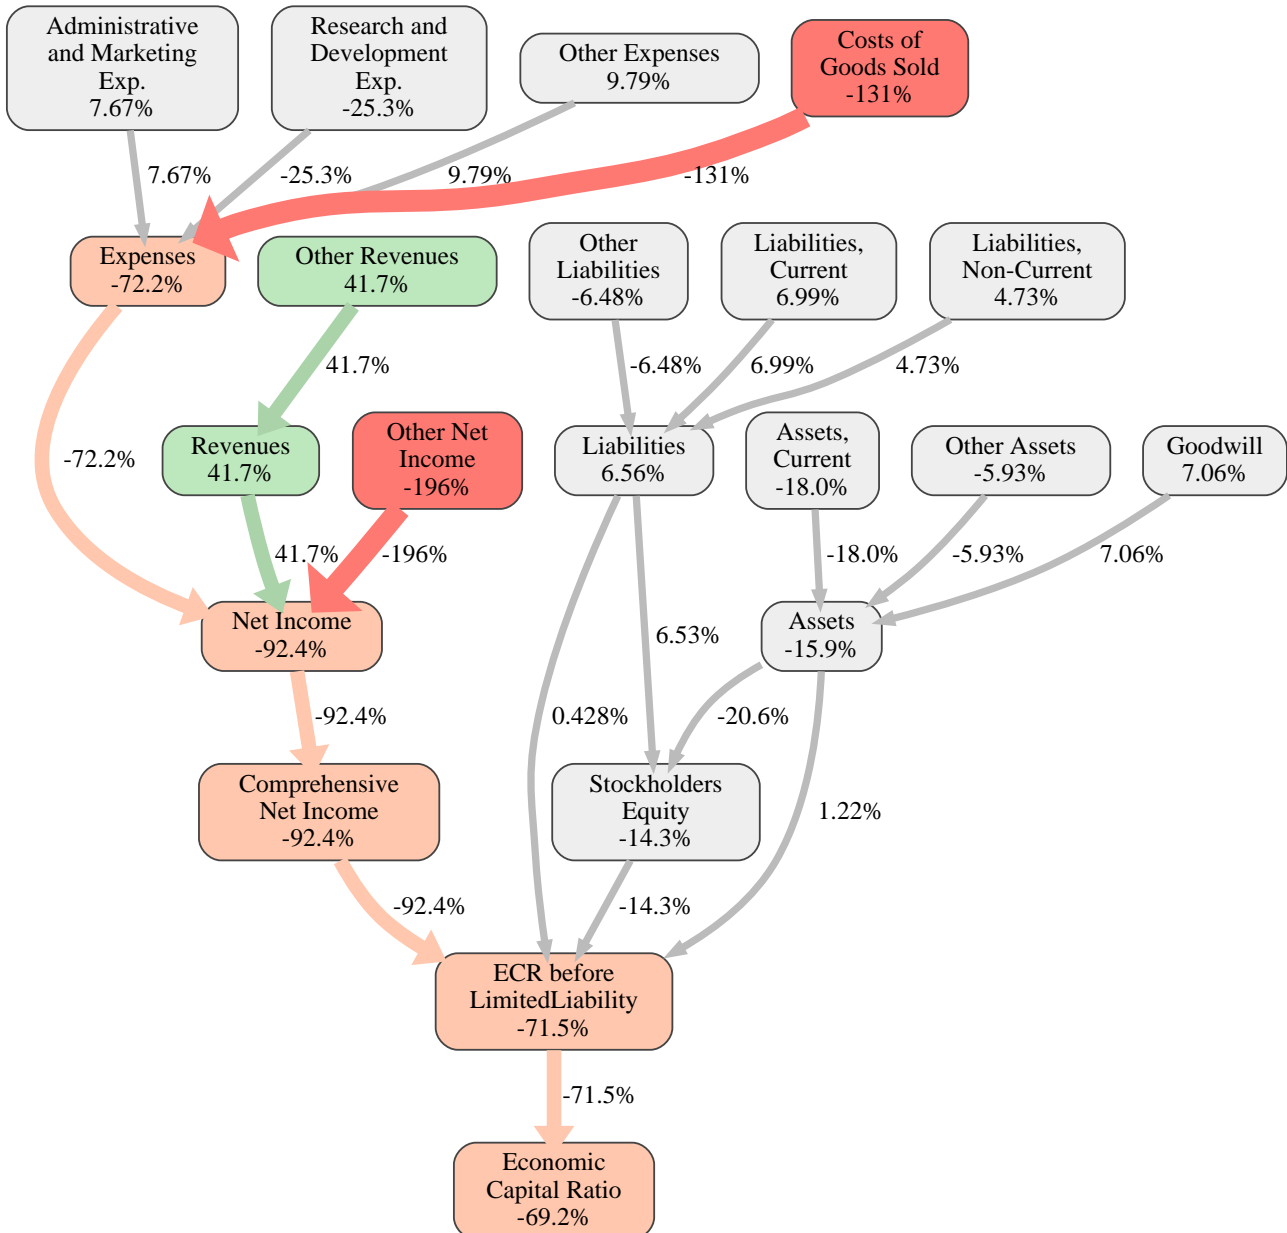 Administrative
and Marketing
Exp.
7.67%
Research and
Development
Exp.
-25.3%
Other Expenses
9.79%
Costs of
Goods Sold
-131%
7.67%
-25.3%
9.79%
-131%
Expenses
-72.2%
Other Revenues
41.7%
Other
Liabilities
-6.48%
Liabilities,
Current
6.99%
Liabilities,
Non-Current
4.73%
41.7%
-6.48%
6.99%
4.73%
-72.2%
Revenues
41.7%
Other Net
Income
-196%
Liabilities
6.56%
Assets,
Current
-18.0%
Other Assets
-5.93%
Goodwill
7.06%
41.7%
-196%
-18.0%
-5.93%
7.06%
Net Income
-92.4%
6.53%
Assets
-15.9%
-92.4%
0.428%
-20.6%
Comprehensive
Net Income
-92.4%
Stockholders
Equity
-14.3%
1.22%
-92.4%
-14.3%
ECR before
LimitedLiability
-71.5%
-71.5%
Economic
Capital Ratio
-69.2%